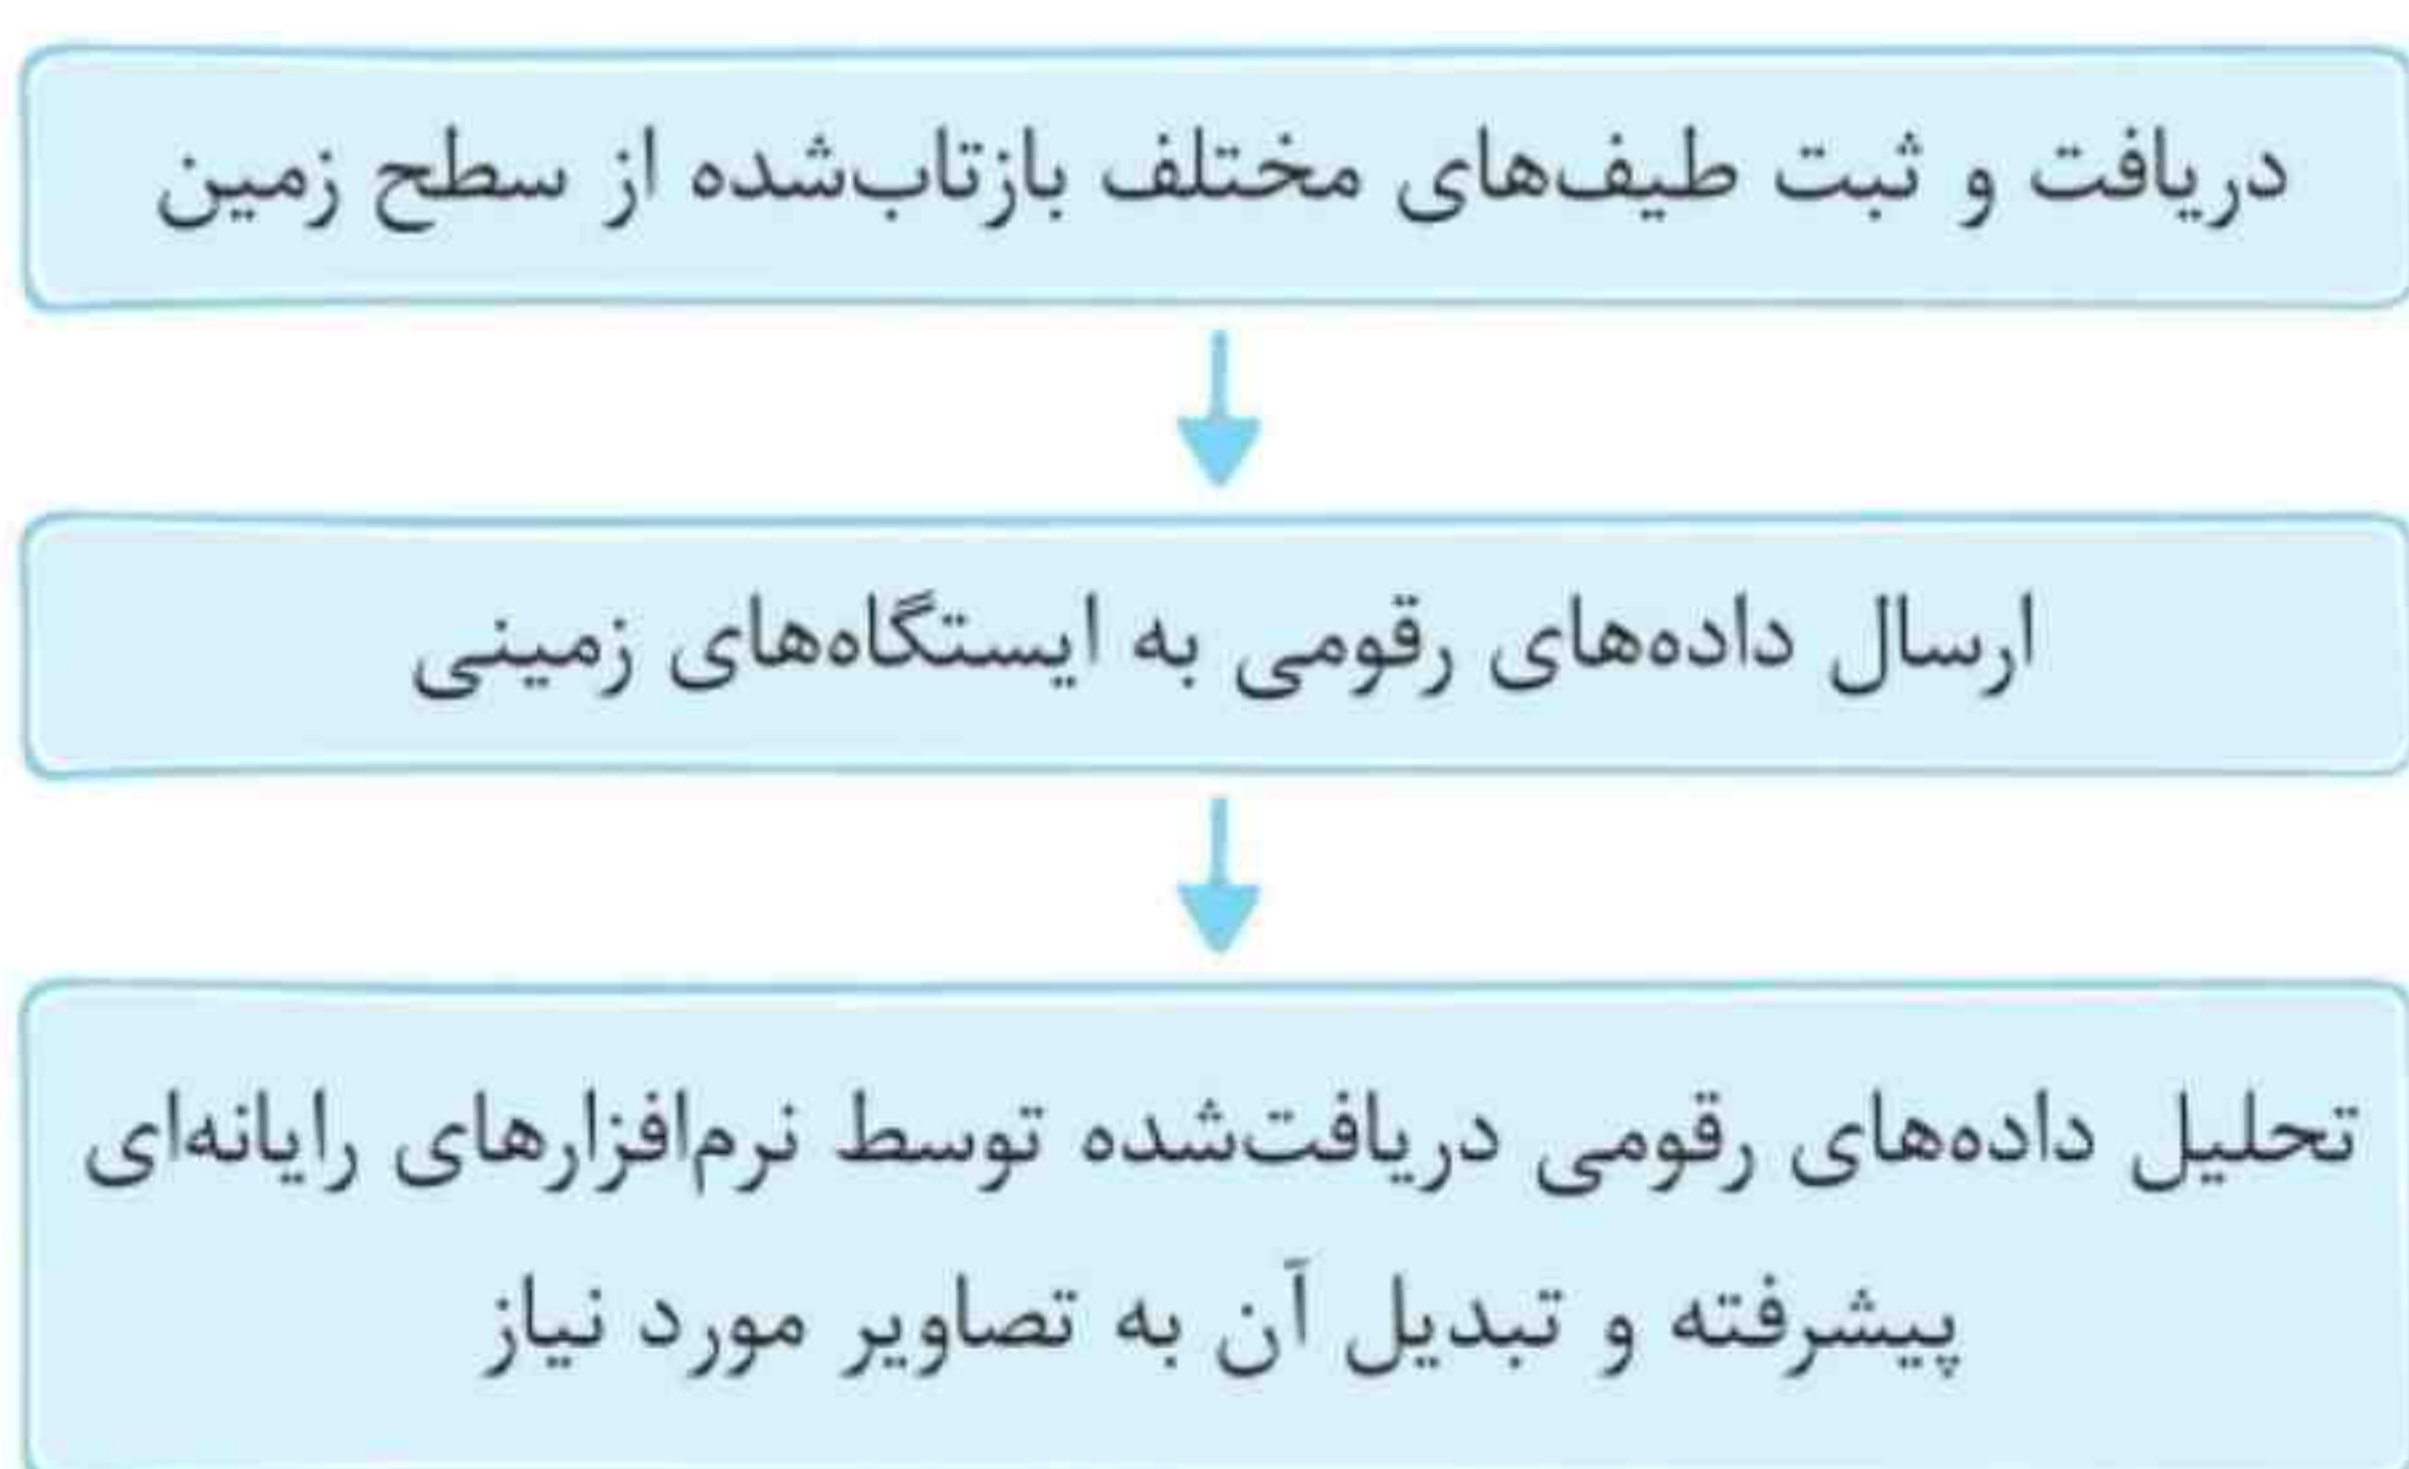 دریافت و ثبت طیف‌های مختلف بازتاب‌شده از سطح زمین
ارسال داده‌های رقومی به ایستگاه‌های زمینی
تحلیل داده‌های رقومی دریافت‌شده توسط نرم‌افزارهای رایانه‌ای
پیشرفته و تبدیل آن به تصاویر مورد نیاز